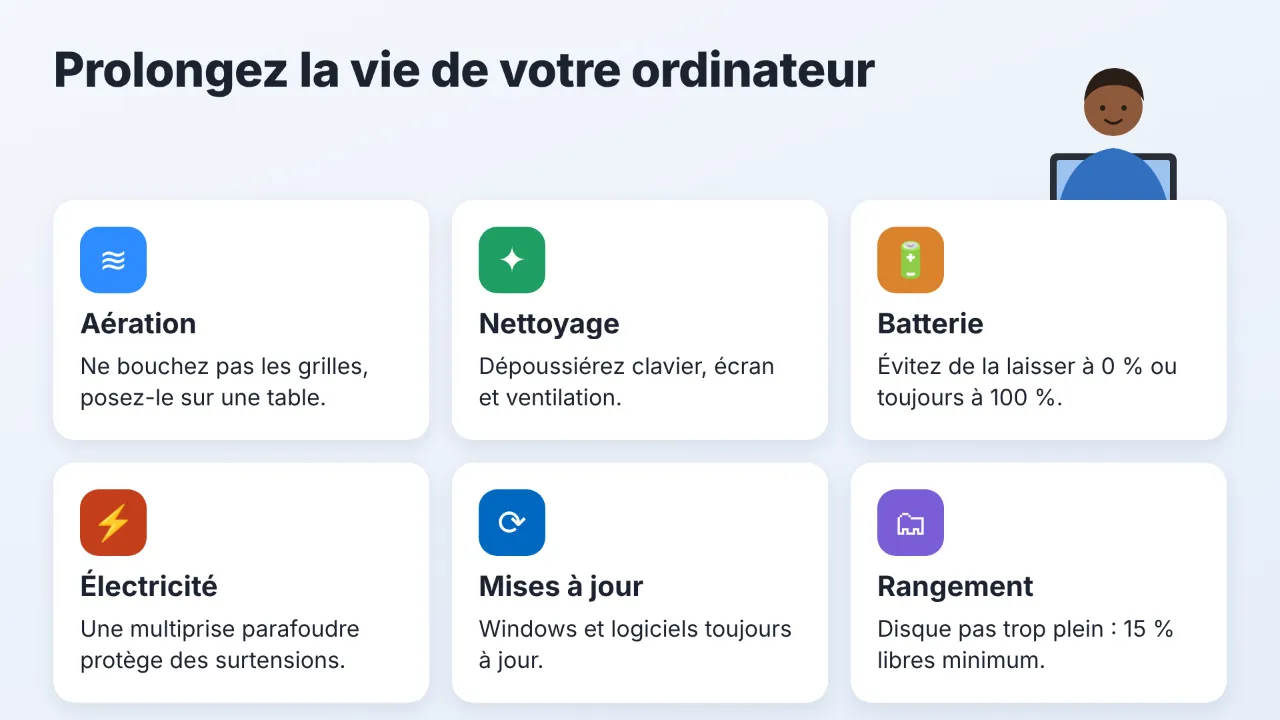 Prolongez la vie de votre ordinateur
Aération
Ne bouchez pas les grilles,
posez-le sur une table.
Nettoyage
Dépoussiérez clavier, écran
et ventilation.
Batterie
Évitez de la laisser à 0 % ou
toujours à 100 %.
Électricité
Une multiprise parafoudre
protège des surtensions.
Mises à jour
Windows et logiciels toujours
à jour.
Rangement
Disque pas trop plein : 15 %
libres minimum.